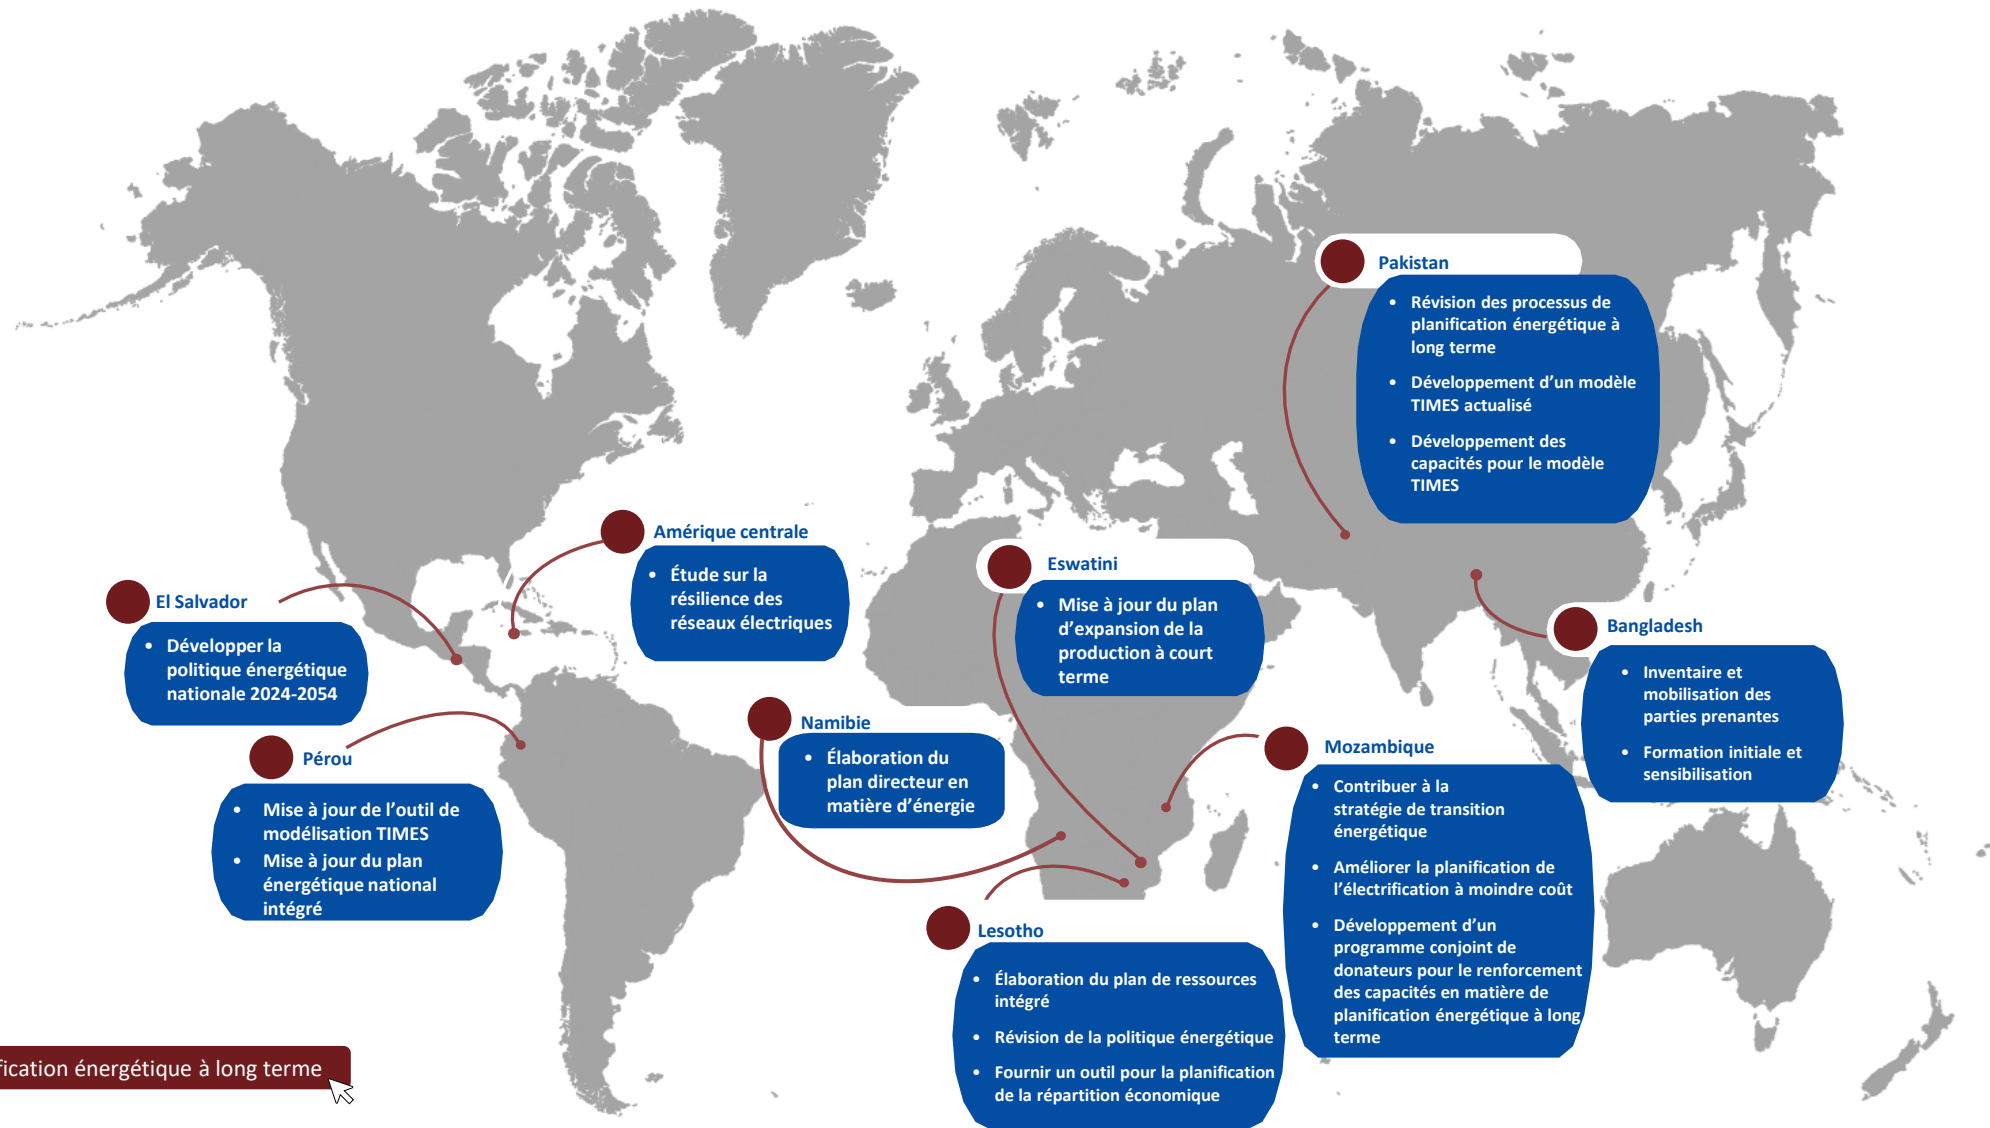 Pakistan
• Révision des processus de
planification énergétique à
long terme
• Développement d’un modèle
TIMES actualisé
• Développement des
capacités pour le modèle
TIMES
Amérique centrale
• Étude sur la
résilience des
réseaux électriques
Eswatini
• Mise à jour du plan
d’expansion de la
production à court
terme
El Salvador
• Développer la
politique énergétique
nationale 2024-2054
Bangladesh
• Inventaire et
mobilisation des
parties prenantes
• Formation initiale et
sensibilisation
Namibie
• Élaboration du
plan directeur en
matière d’énergie
Pérou
• Mise à jour de l’outil de
modélisation TIMES
• Mise à jour du plan
énergétique national
intégré
Mozambique
• Contribuer à la
stratégie de transition
énergétique
• Améliorer la planification de
l’électrification à moindre coût
• Développement d’un
programme conjoint de
donateurs pour le renforcement
des capacités en matière de
planification énergétique à long
terme
Lesotho
• Élaboration du plan de ressources
intégré
• Révision de la politique énergétique
• Fournir un outil pour la planification
de la répartition économique
fication énergétique à long terme